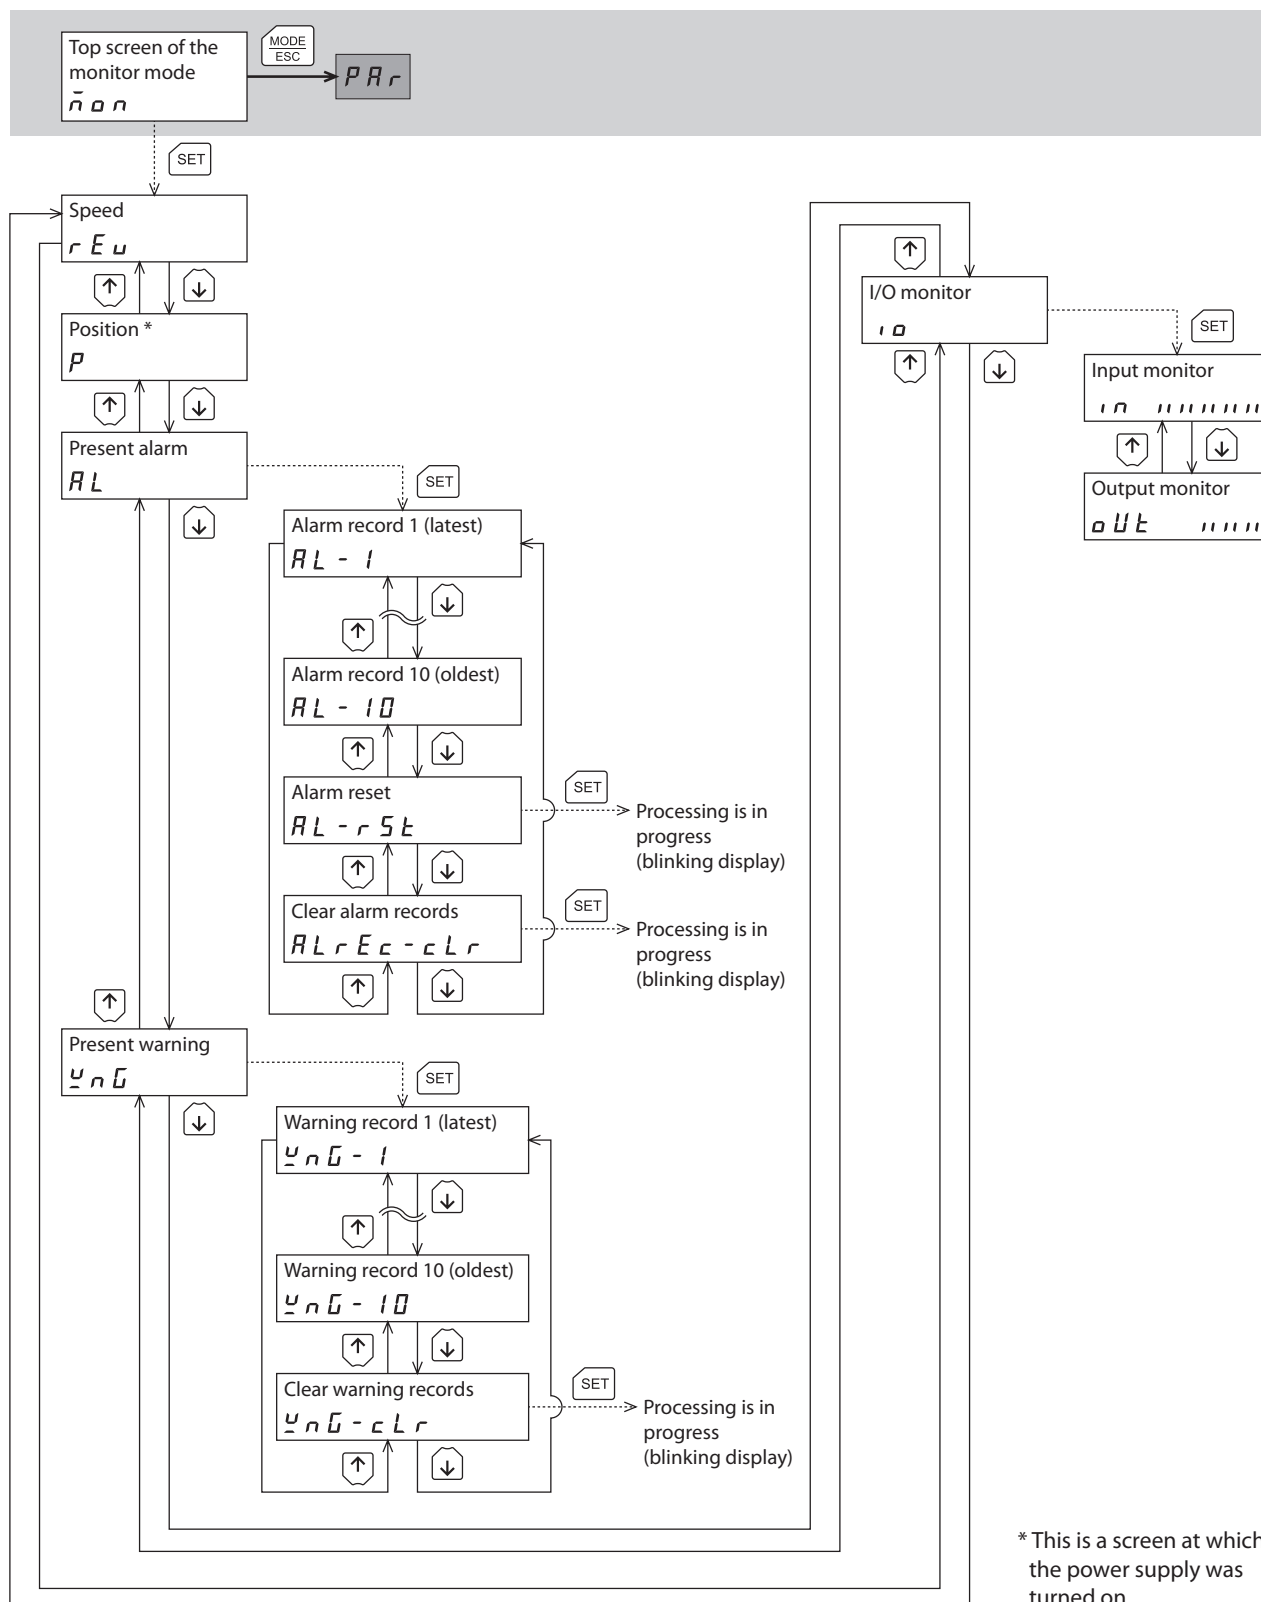 Top screen of the
monitor mode
mon
MODE
ESC
PAr
SET
Speed
rEv
Position *
P
Present alarm
AL
SET
Alarm record 1 (latest)
AL-1
Alarm record 10 (oldest)
AL-10
Alarm reset
AL-rSt
SET
Processing is in
progress
(blinking display)
Clear alarm records
ALrEc-cLr
SET
Processing is in
progress
(blinking display)
Present warning
WnG
SET
Warning record 1 (latest)
WnG-1
Warning record 10 (oldest)
WnG-10
Clear warning records
WnG-cLr
SET
Processing is in
progress
(blinking display)
I/O monitor
io
SET
Input monitor
in
Output monitor
oUt
* This is a screen at which
the power supply was
turned on